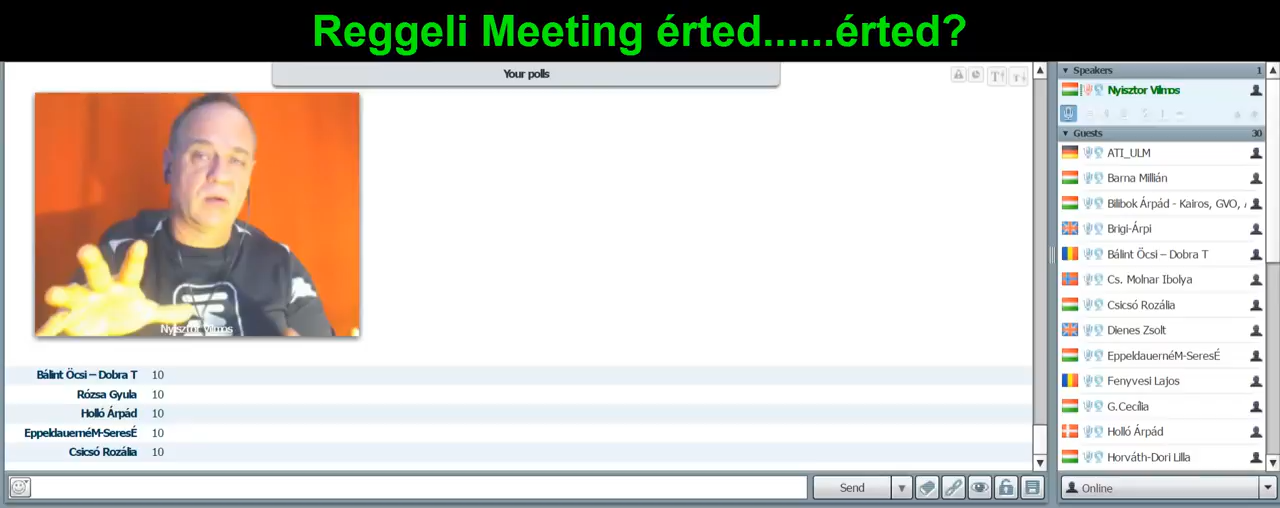 Reggeli Meeting érted......érted?
Your polls
Nyisztor Vilmos
Bálint Öcsi – Dobra T 10
Rózsa Gyula 10
Holló Árpád 10
EppeldauernéM-SeresÉ 10
Csicsó Rozália 10
Send
Speakers 1
Nyisztor Vilmos
Guests 30
ATI_ULM
Barna Millián
Bilibok Árpád - Kairos, GVO, /
Brigi-Árpi
Bálint Öcsi – Dobra T
Cs. Molnar Ibolya
Csicsó Rozália
Dienes Zsolt
EppeldauernéM-SeresÉ
Fenyvesi Lajos
G.Cecília
Holló Árpád
Horváth-Dori Lilla
Online